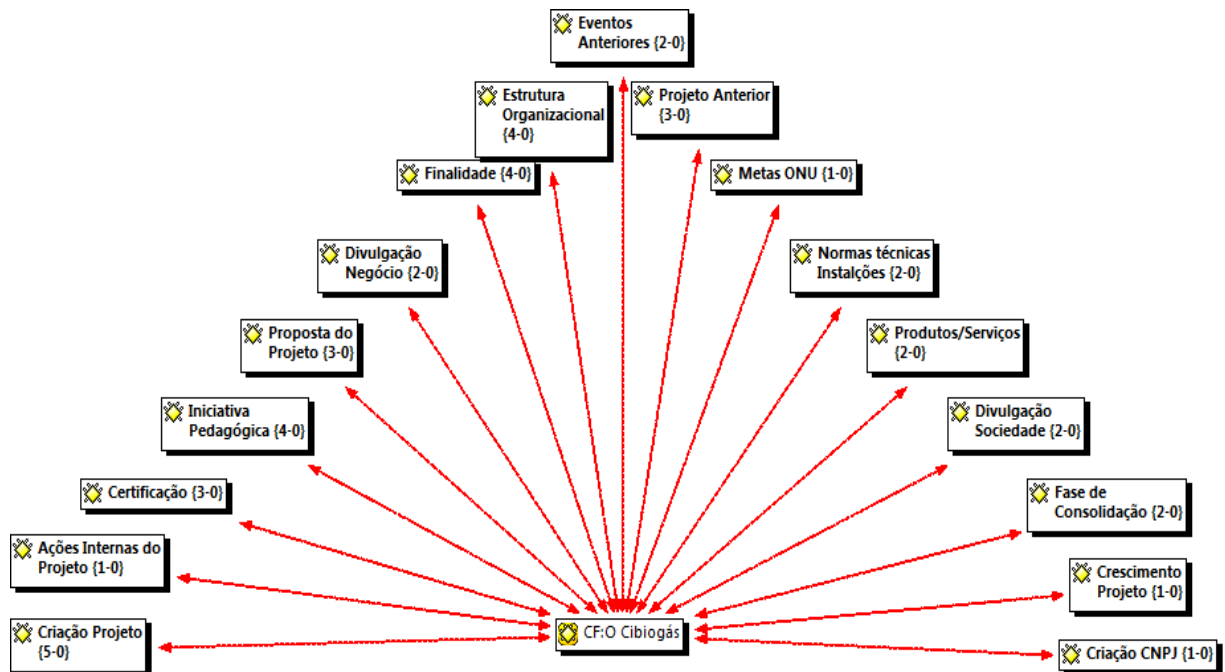 Eventos
Anteriores {2-0}
Estrutura
Organizacional
{4-0}
Projeto Anterior
{3-0}
Finalidade {4-0}
Metas ONU {1-0}
Divulgação
Negócio {2-0}
Normas técnicas
Instalções {2-0}
Proposta do
Projeto {3-0}
Produtos/Serviços
{2-0}
Iniciativa
Pedagógica {4-0}
Divulgação
Sociedade {2-0}
Certificação {3-0}
Fase de
Consolidação {2-0}
Ações Internas do
Projeto {1-0}
Crescimento
Projeto {1-0}
Criação Projeto
{5-0}
CF:O Cibiogás
Criação CNPJ {1-0}